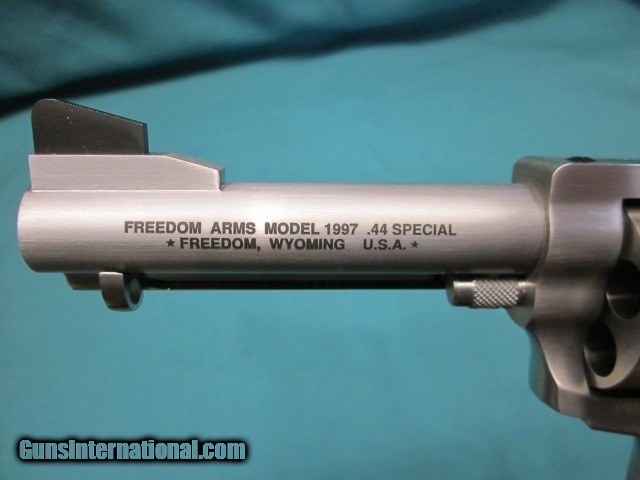 FREEDOM ARMS MODEL 1997 .44 SPECIAL
★ FREEDOM, WYOMING U.S.A. ★
GunsInternational.com